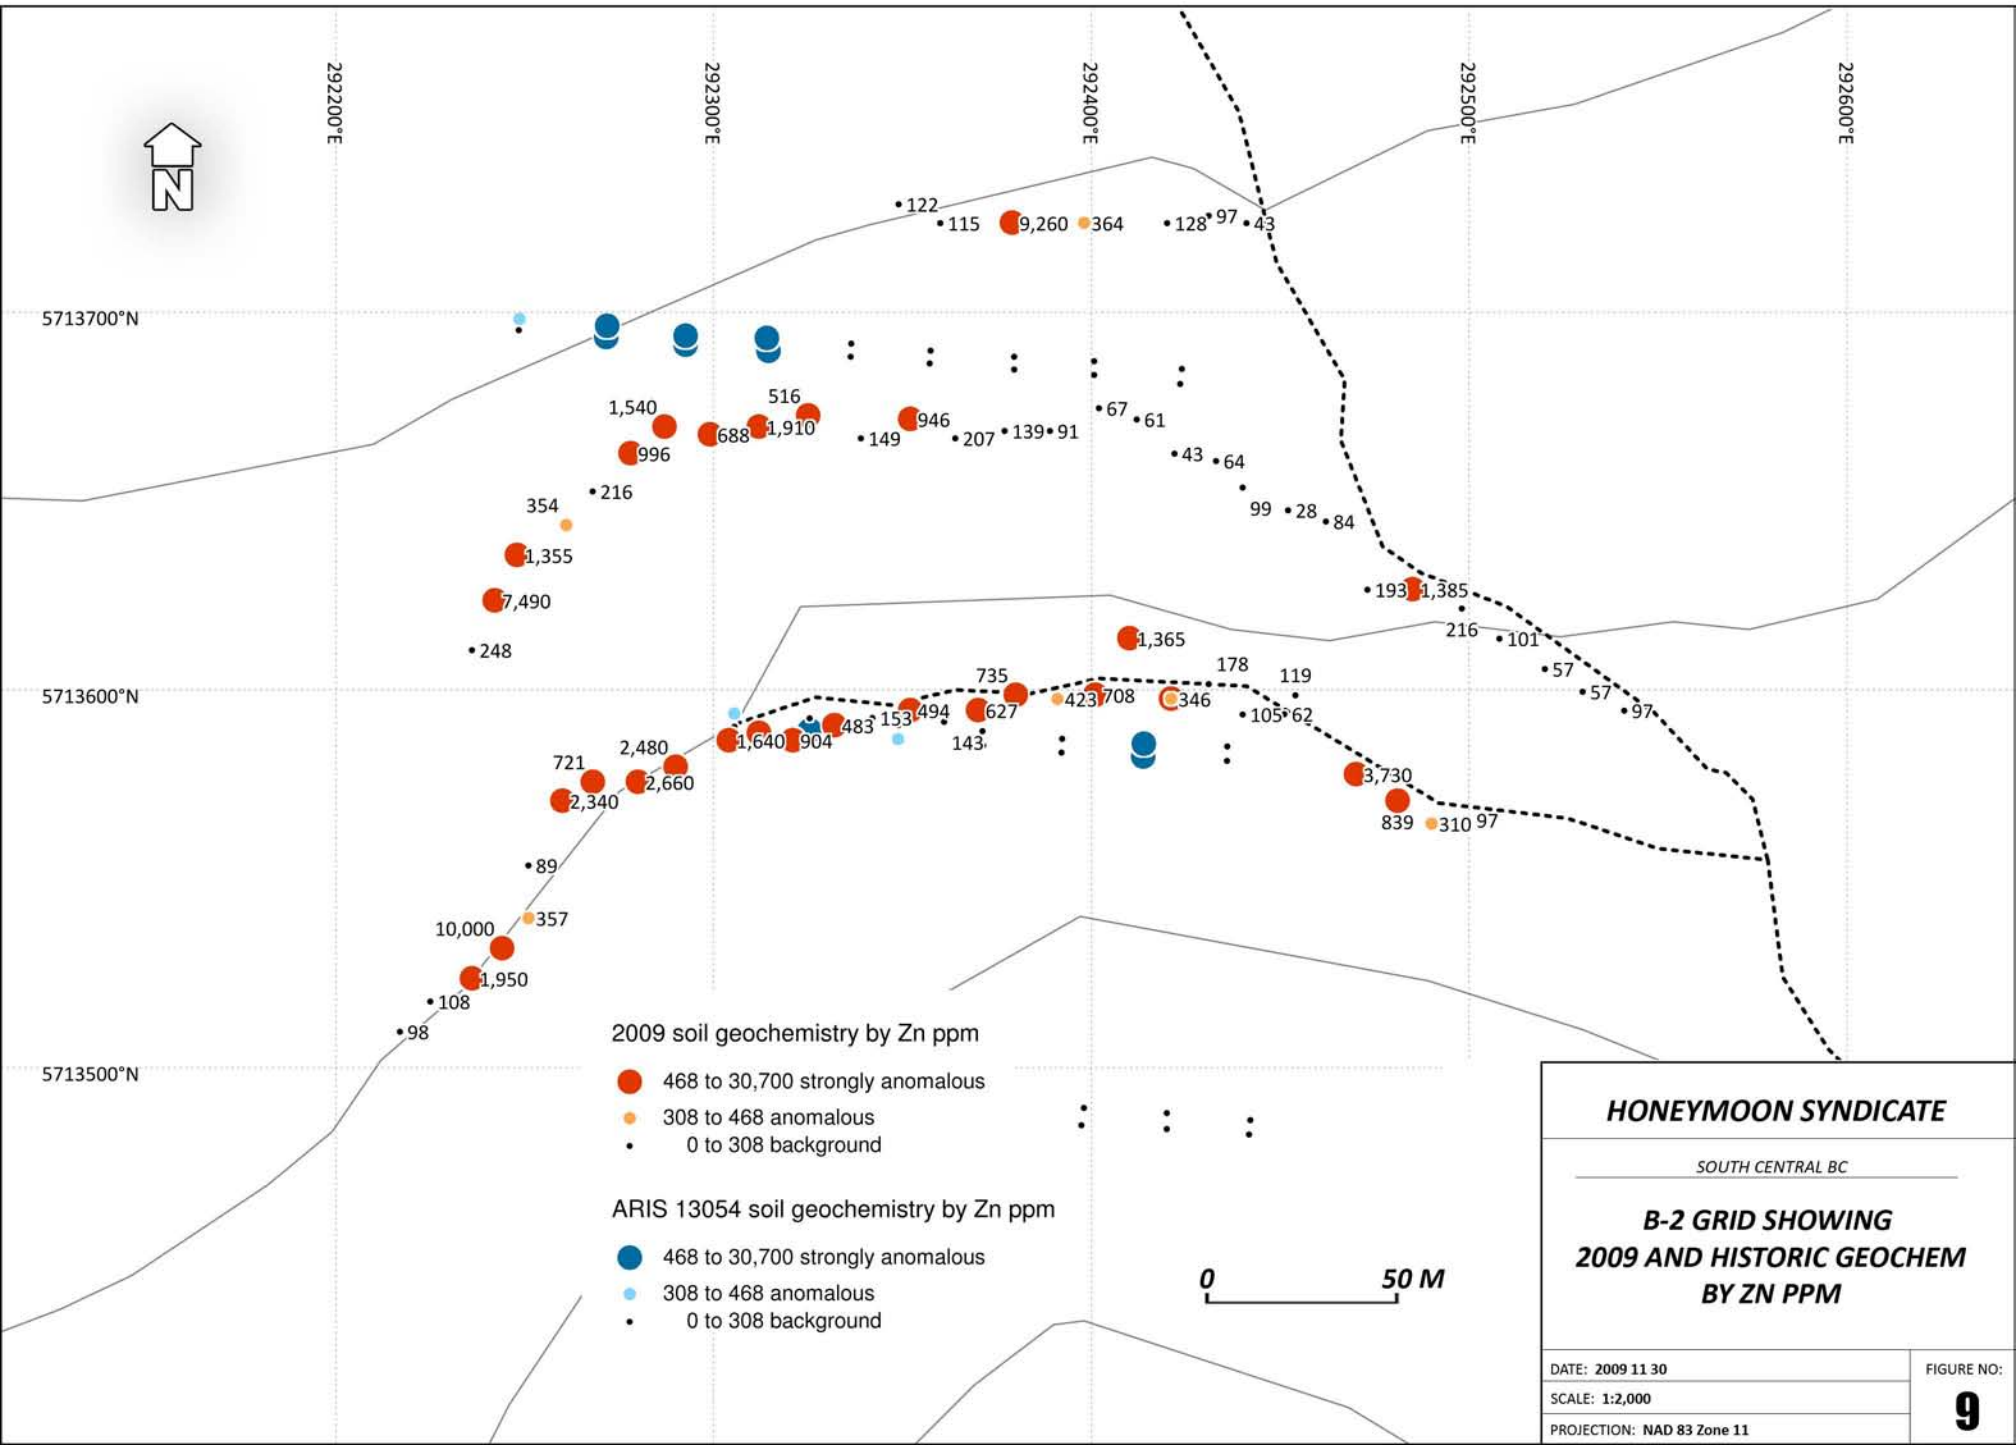 292200°E
292300°E
292400°E
292500°E
292600°E
N
122
115
9,260
364
128
97
43
5713700°N
1,540
516
688
1,910
946
996
149
207
139
91
67
61
43
64
216
354
99
28
84
1,355
7,490
193
1,385
248
216
101
1,365
57
57
97
5713600°N
735
178
119
423
708
346
494
627
153
483
105
62
143
1,640
904
2,480
721
2,660
2,340
3,730
839
310
97
89
357
10,000
1,950
108
98
5713500°N
2009 soil geochemistry by Zn ppm
468 to 30,700 strongly anomalous
308 to 468 anomalous
0 to 308 background
ARIS 13054 soil geochemistry by Zn ppm
468 to 30,700 strongly anomalous
308 to 468 anomalous
0 to 308 background
0 50 M
HONEYMOON SYNDICATE
SOUTH CENTRAL BC
B-2 GRID SHOWING
2009 AND HISTORIC GEOCHEM
BY ZN PPM
DATE: 2009 11 30
SCALE: 1:2,000
PROJECTION: NAD 83 Zone 11
FIGURE NO:
9